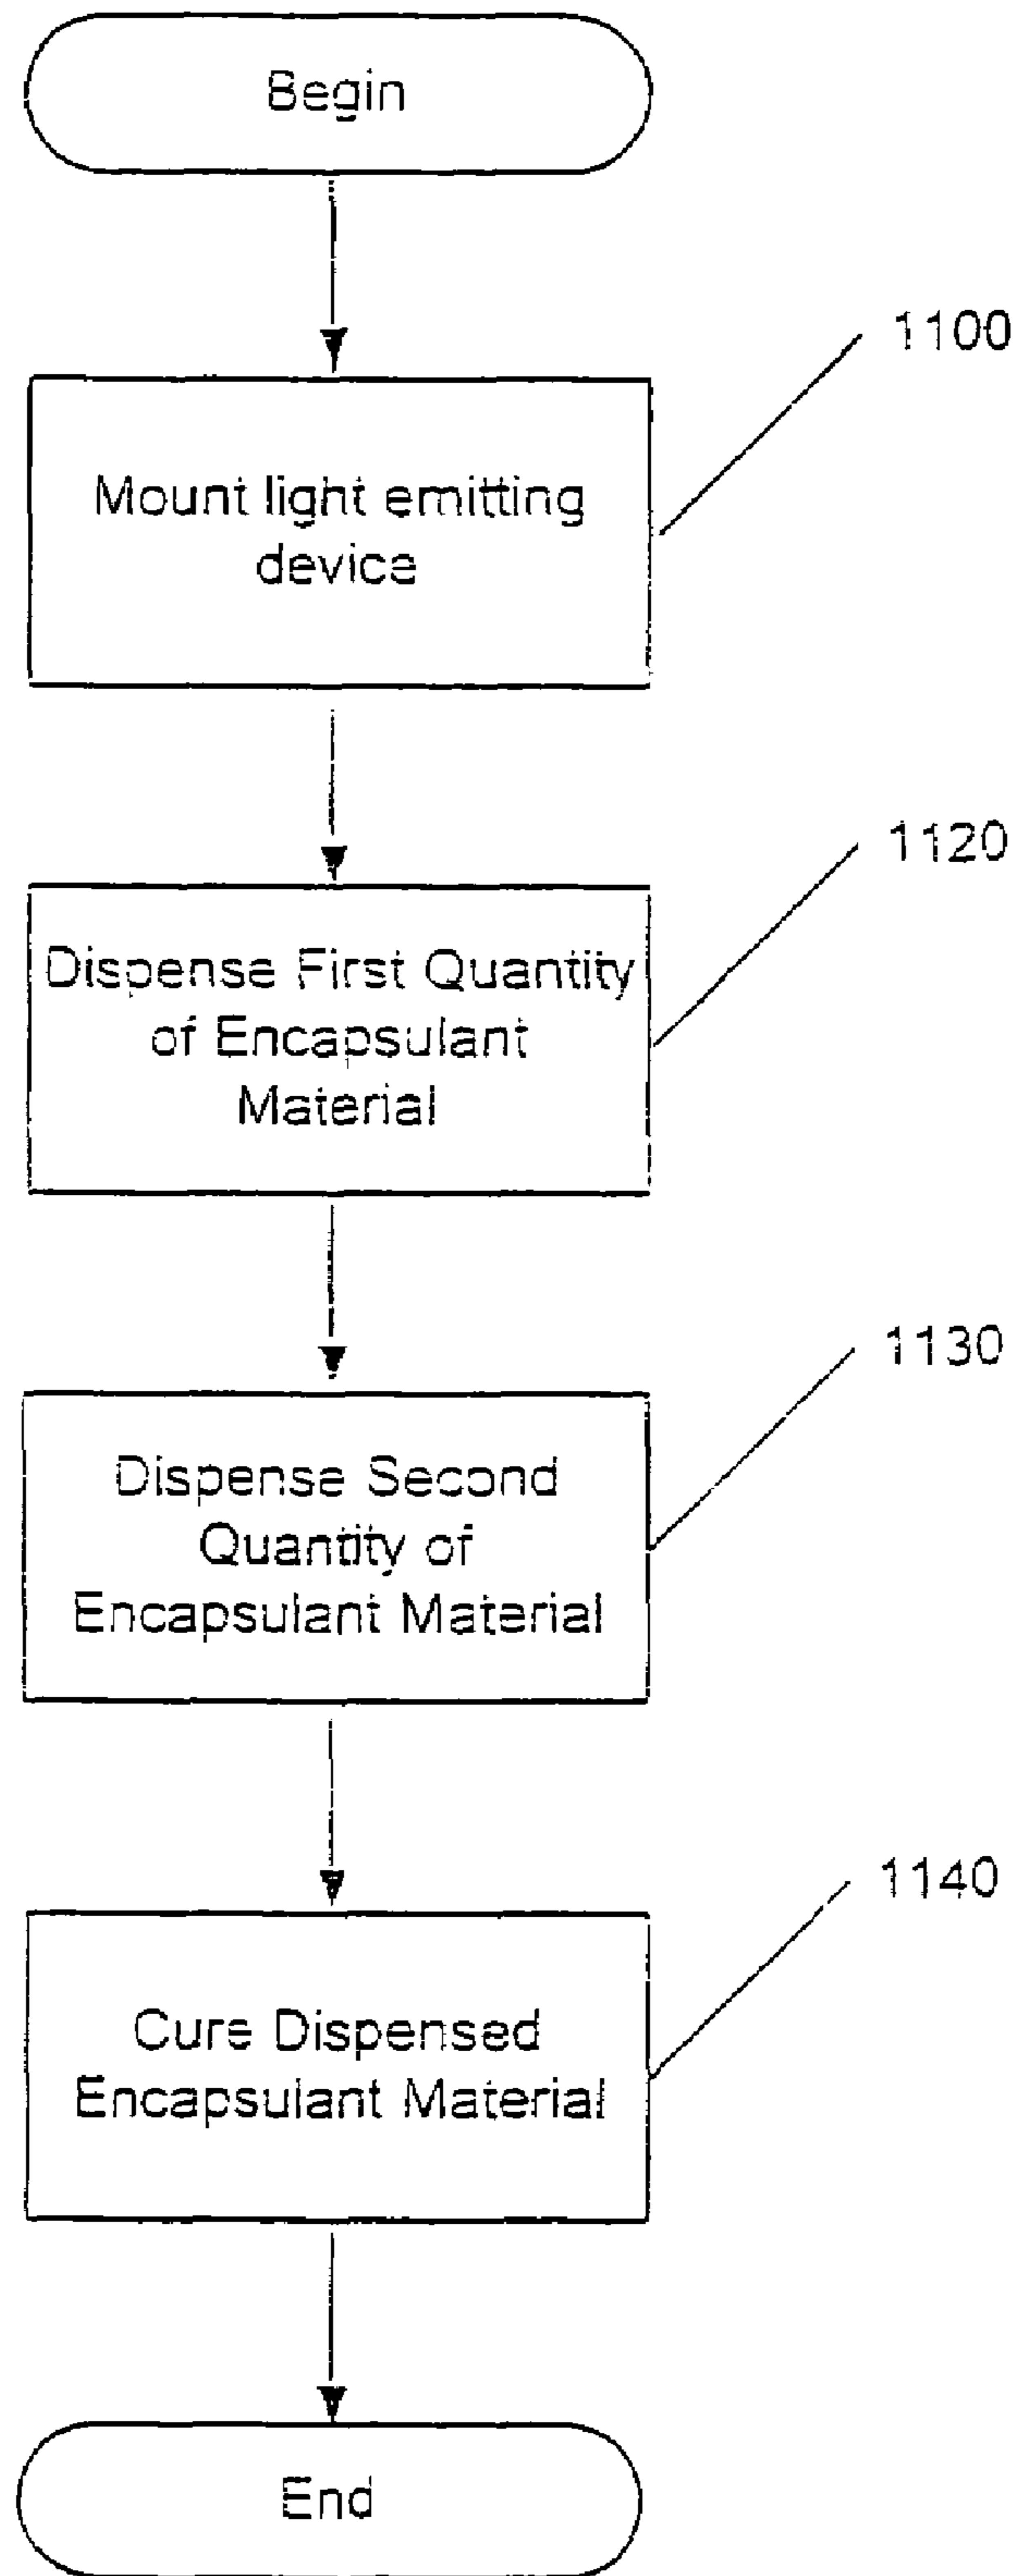 Begin
1100
Mount light emitting
device
1120
Dispense First Quantity
of Encapsulant
Material
1130
Dispense Second
Quantity of
Encapsulant Material
1140
Cure Dispensed
Encapsulant Material
End